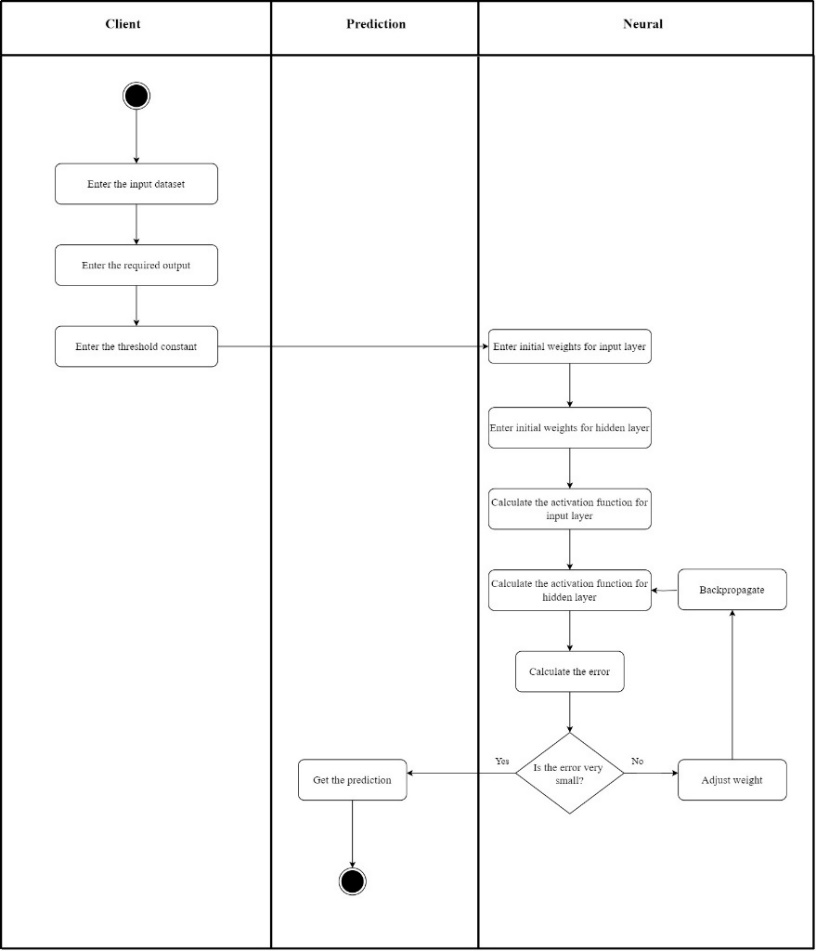 Client
Prediction
Neural
Enter the input dataset
Enter the required output
Enter the threshold constant
Enter initial weights for input layer
Enter initial weights for hidden layer
Calculate the activation function for
input layer
Calculate the activation function for
hidden layer
Backpropagate
Calculate the error
Is the error very
small?
Yes
No
Get the prediction
Adjust weight